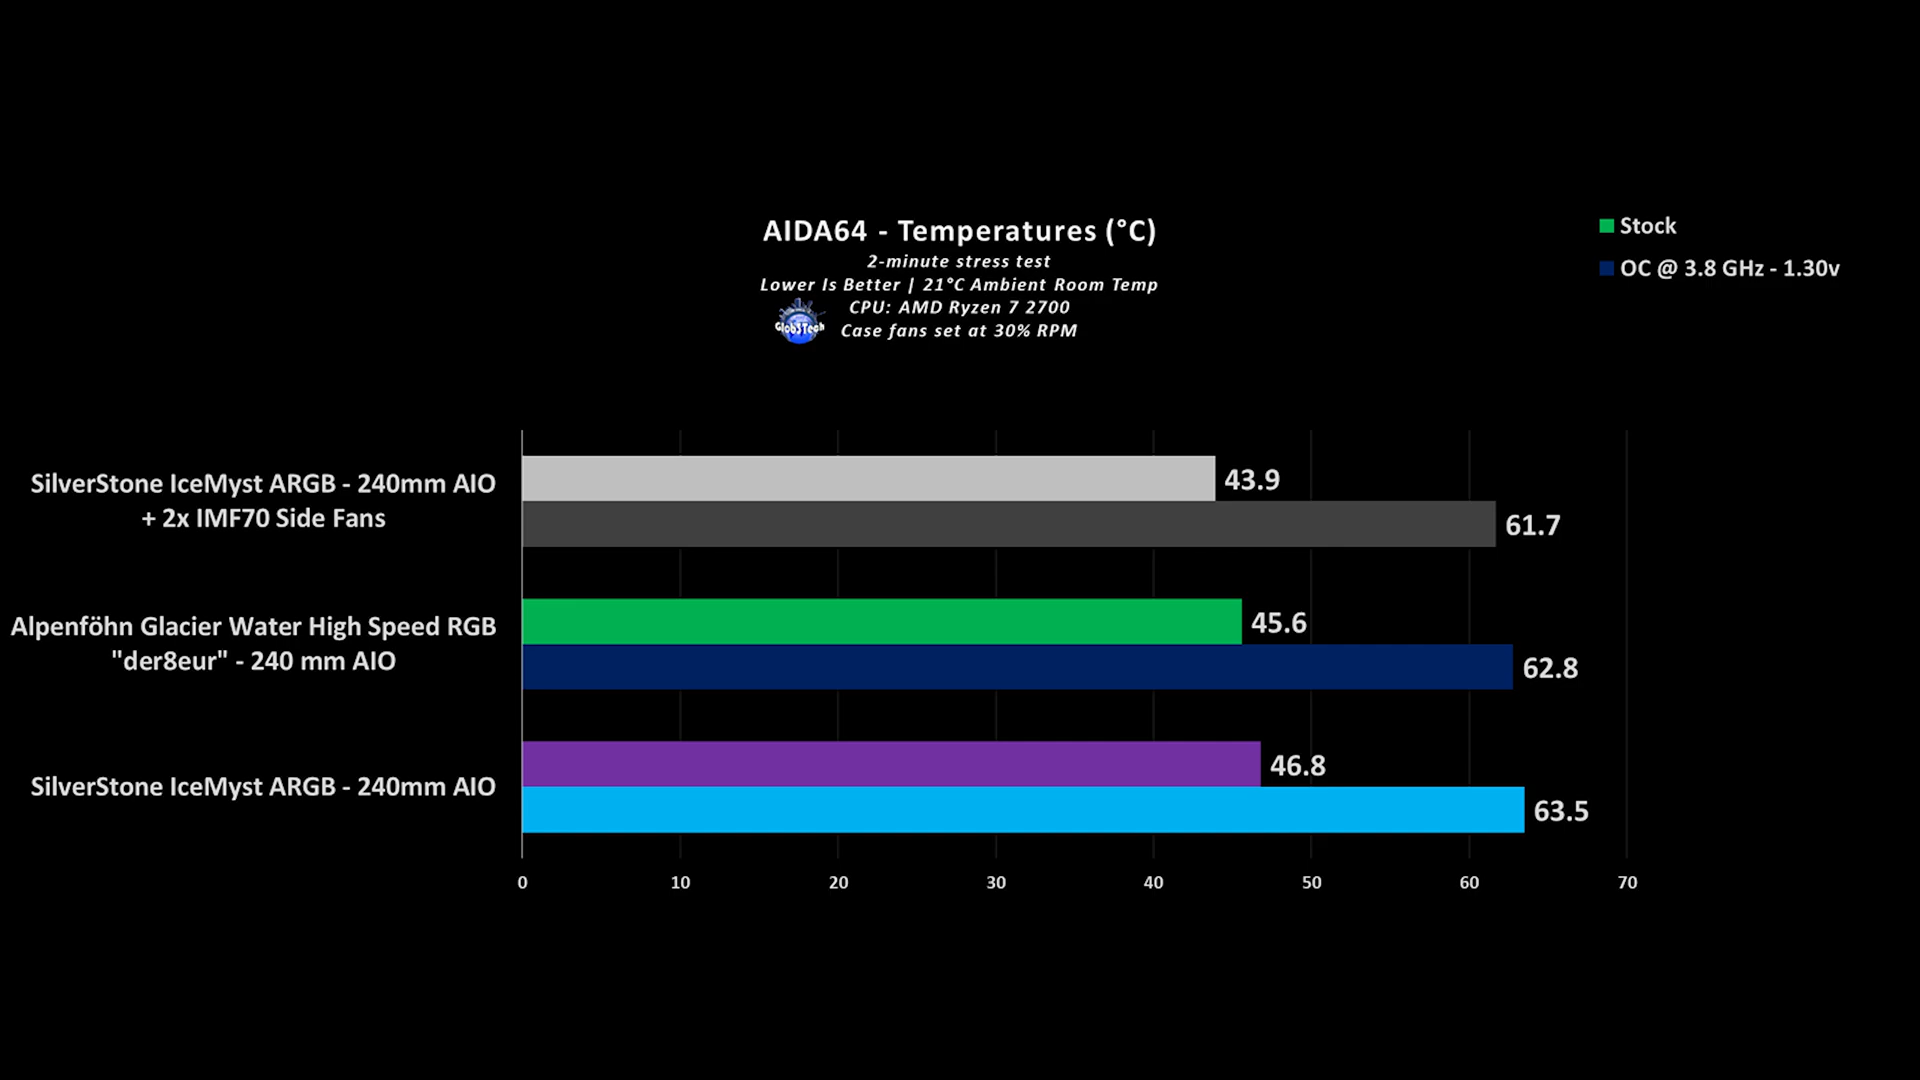 AIDA64 - Temperatures (°C)
2-minute stress test
Lower Is Better | 21°C Ambient Room Temp
CPU: AMD Ryzen 7 2700
Case fans set at 30% RPM
Glob3Tech
Stock
OC @ 3.8 GHz - 1.30v
SilverStone IceMyst ARGB - 240mm AIO
+ 2x IMF70 Side Fans
43.9
61.7
Alpenföhn Glacier Water High Speed RGB
"der8eur" - 240 mm AIO
45.6
62.8
SilverStone IceMyst ARGB - 240mm AIO
46.8
63.5
0 10 20 30 40 50 60 70